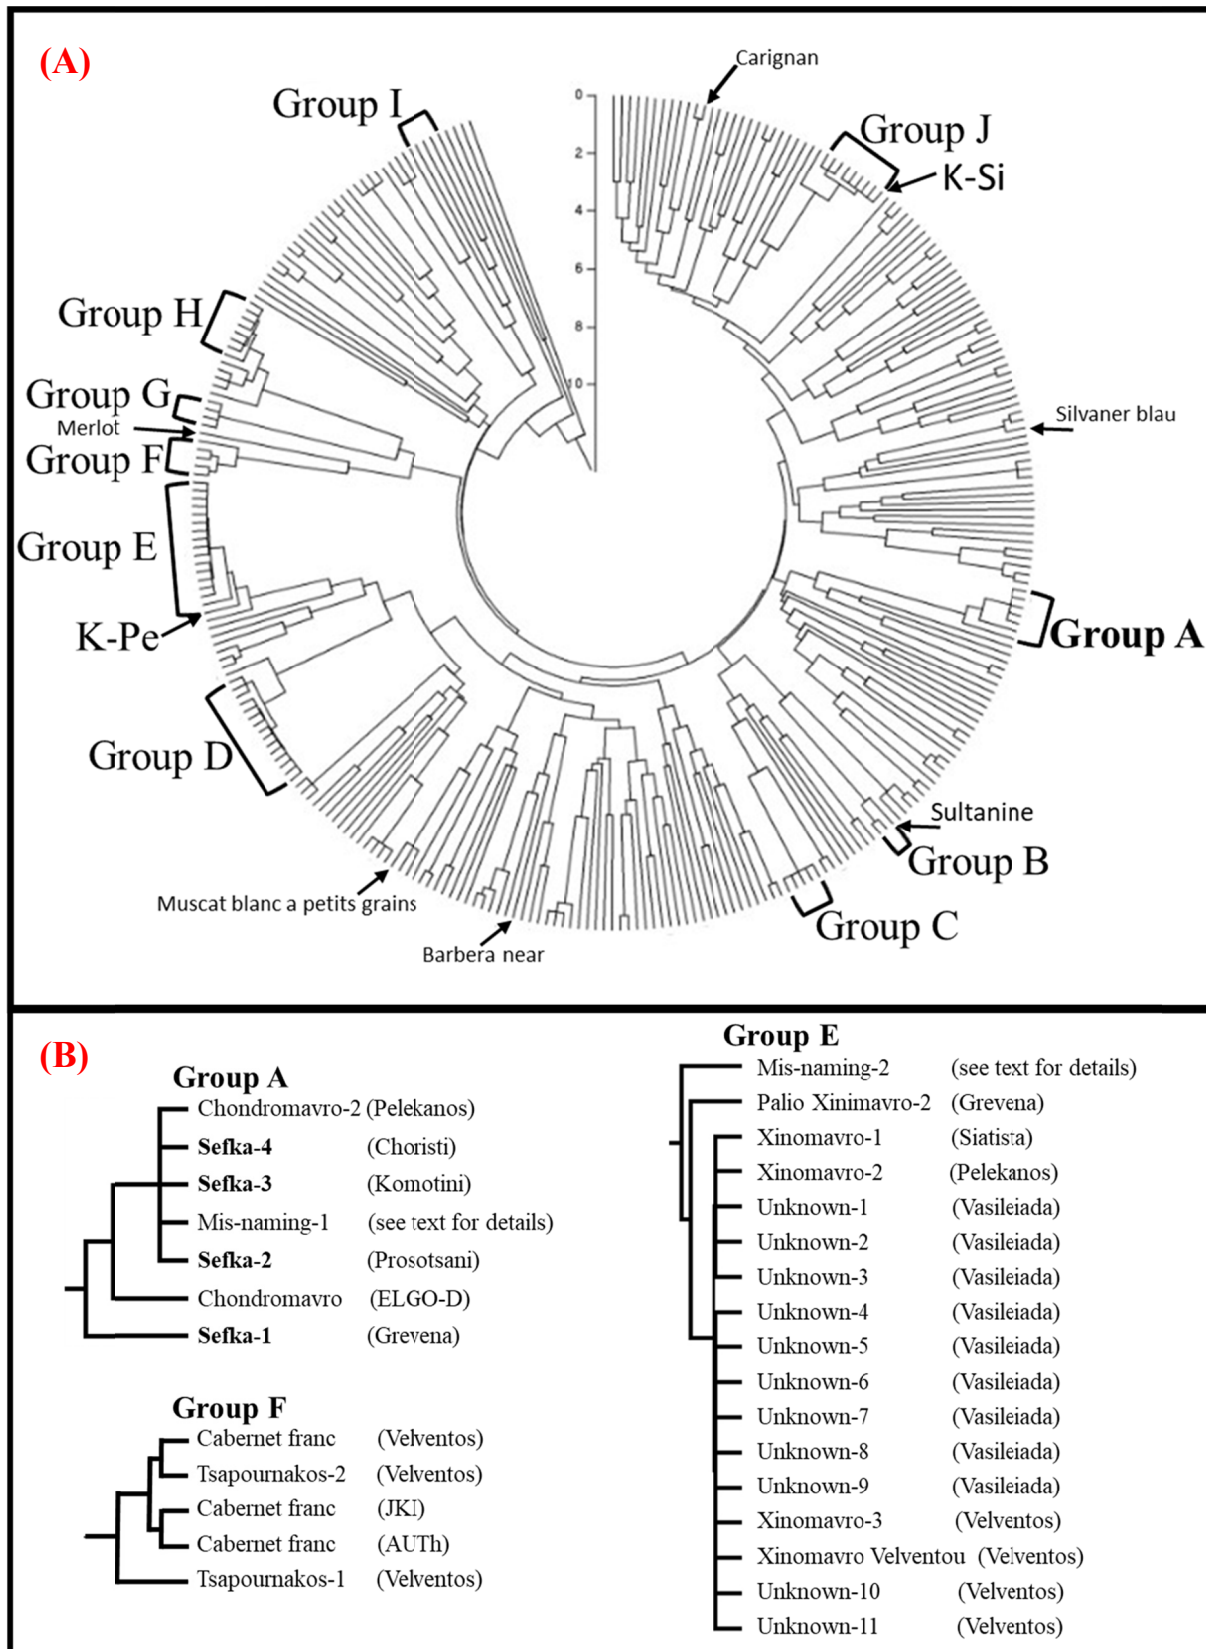 (A)
Carignan
Group I
0
Group J
K-Si
2
4
6
8
10
Group H
Group G
Merlot
Group F
Silvaner blau
Group E
Group A
K-Pe
Group D
Sultanine
Group B
Muscat blanc a petits grains
Group C
Barbera near
(B)
Group A
Chondromavro-2 (Pelekanos)
Sefka-4 (Choristi)
Sefka-3 (Komotini)
Mis-naming-1 (see text for details)
Sefka-2 (Prosotsani)
Chondromavro (ELGO-D)
Sefka-1 (Grevena)
Group F
Cabernet franc (Velventos)
Tsapournakos-2 (Velventos)
Cabernet franc (JKI)
Cabernet franc (AUTh)
Tsapournakos-1 (Velventos)
Group E
Mis-naming-2 (see text for details)
Palio Xinimavro-2 (Grevena)
Xinomavro-1 (Siatista)
Xinomavro-2 (Pelekanos)
Unknown-1 (Vasileiada)
Unknown-2 (Vasileiada)
Unknown-3 (Vasileiada)
Unknown-4 (Vasileiada)
Unknown-5 (Vasileiada)
Unknown-6 (Vasileiada)
Unknown-7 (Vasileiada)
Unknown-8 (Vasileiada)
Unknown-9 (Vasileiada)
Xinomavro-3 (Velventos)
Xinomavro Velventou (Velventos)
Unknown-10 (Velventos)
Unknown-11 (Velventos)